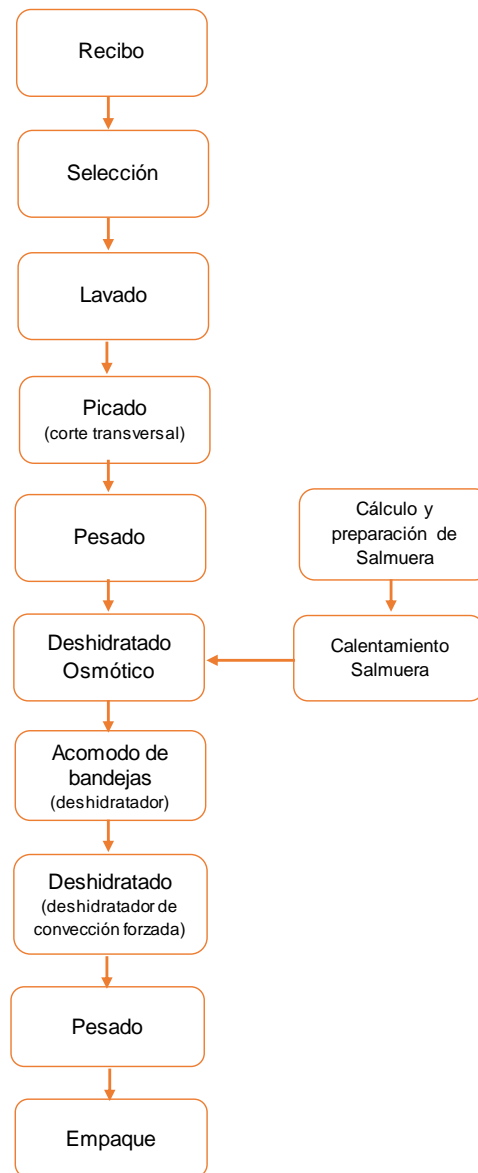 Recibo
Selección
Lavado
Picado
(corte transversal)
Pesado
Cálculo y
preparación de
Salmuera
Calentamiento
Salmuera
Deshidratado
Osmótico
Acomodo de
bandejas
(deshidratador)
Deshidratado
(deshidratador de
convección forzada)
Pesado
Empaque